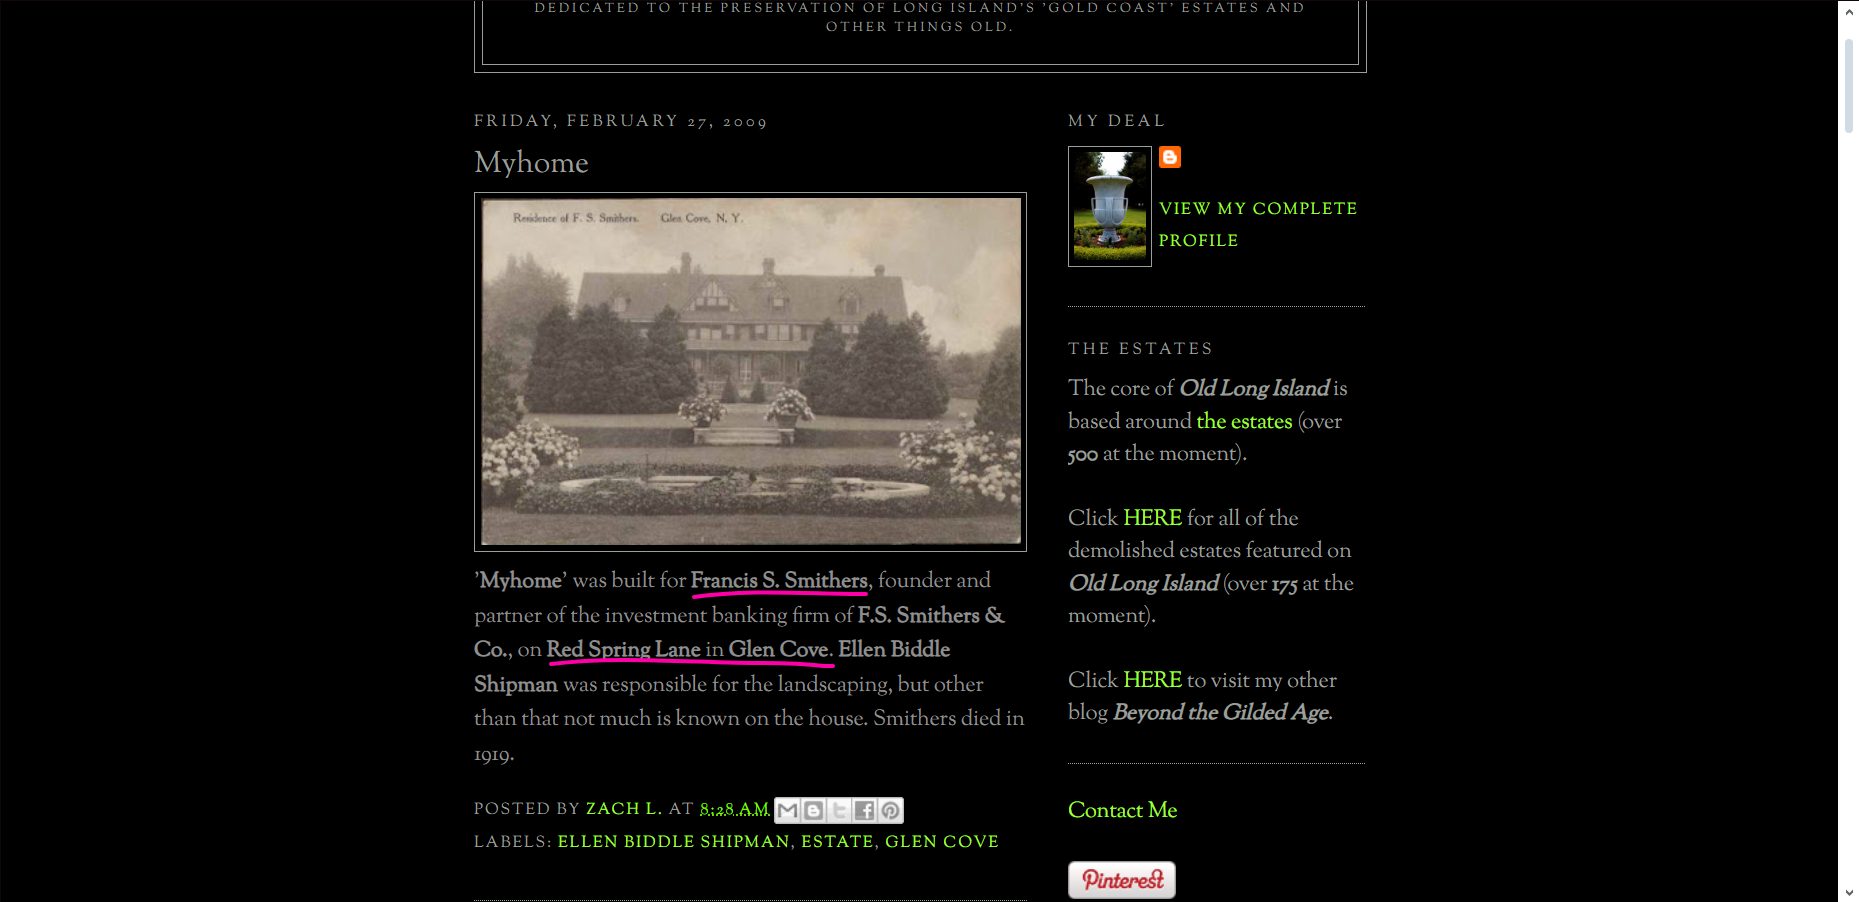 DEDICATED TO THE PRESERVATION OF LONG ISLAND'S 'GOLD COAST' ESTATES AND
OTHER THINGS OLD.
FRIDAY, FEBRUARY 27, 2009
Myhome
Residence of F. S. Smithers. Glen Cove, N. Y.
'Myhome' was built for Francis S. Smithers, founder and
partner of the investment banking firm of F.S. Smithers &
Co., on Red Spring Lane in Glen Cove. Ellen Biddle
Shipman was responsible for the landscaping, but other
than that not much is known on the house. Smithers died in
1919.
POSTED BY ZACH L. AT 8:28 AM
LABELS: ELLEN BIDDLE SHIPMAN, ESTATE, GLEN COVE
MY DEAL
VIEW MY COMPLETE
PROFILE
THE ESTATES
The core of Old Long Island is
based around the estates (over
500 at the moment).
Click HERE for all of the
demolished estates featured on
Old Long Island (over 175 at the
moment).
Click HERE to visit my other
blog Beyond the Gilded Age.
Contact Me
Pinterest